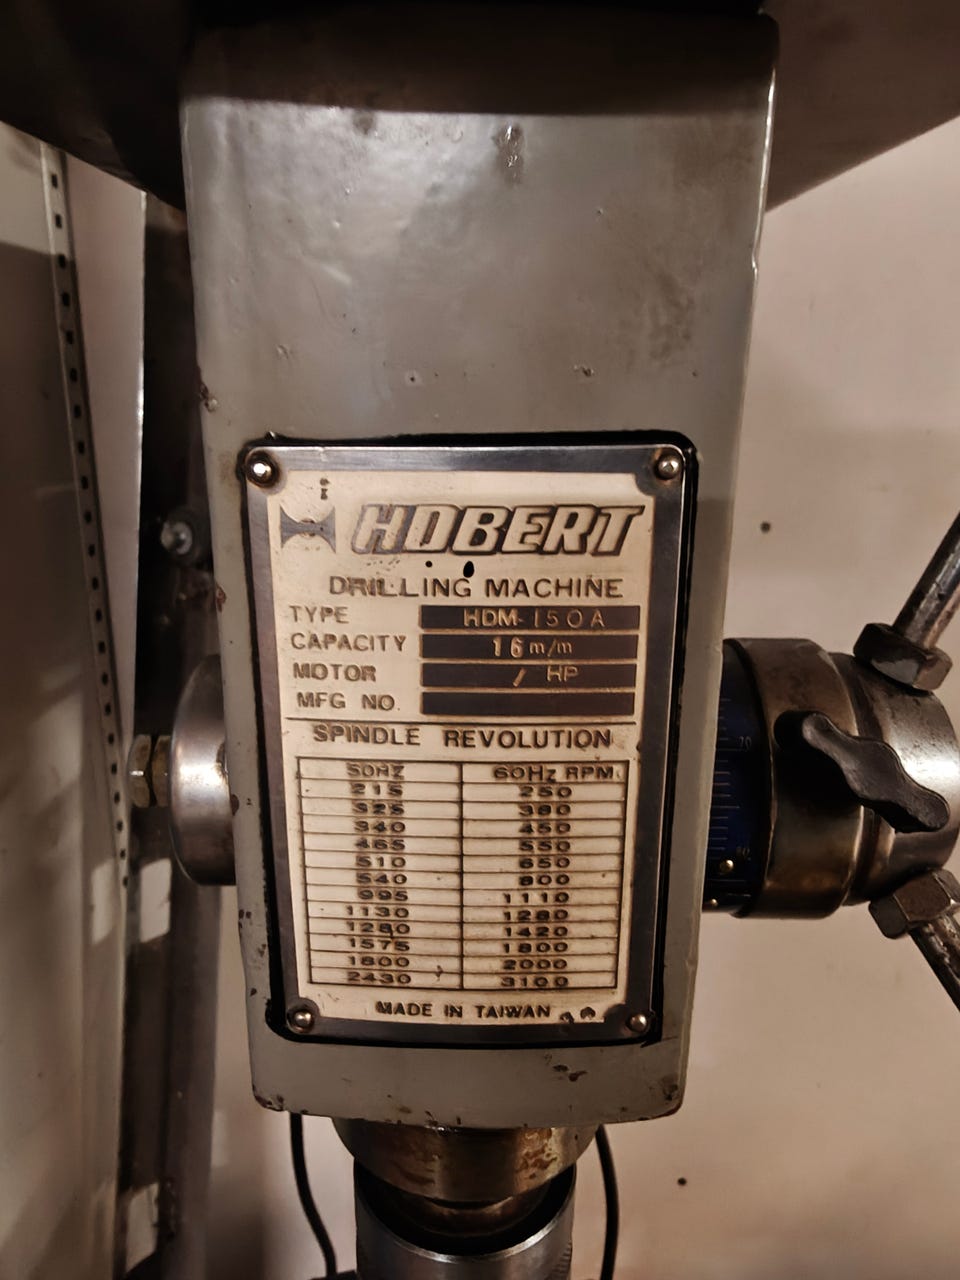 HOBERT
DRILLING MACHINE
TYPE HDM-150A
CAPACITY 16 m/m
MOTOR / HP
MFG NO.
SPINDLE REVOLUTION
50HZ 60Hz RPM
215 250
325 380
340 450
465 550
510 650
540 800
995 1110
1130 1280
1280 1420
1575 1800
1800 2000
2430 3100
MADE IN TAIWAN
70
80